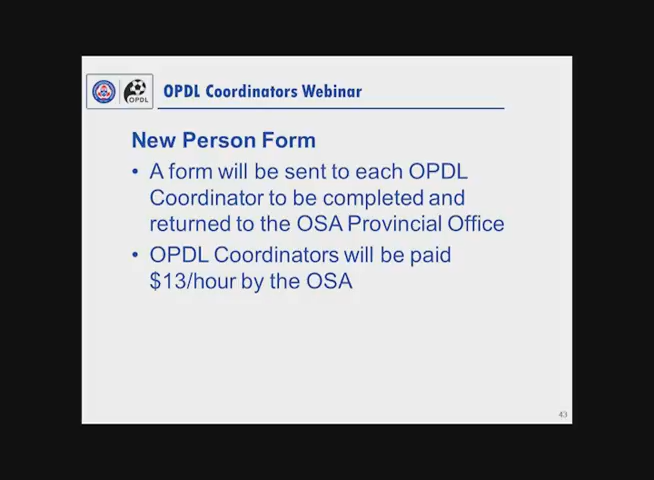 OPDL
OPDL Coordinators Webinar
New Person Form
• A form will be sent to each OPDL
Coordinator to be completed and
returned to the OSA Provincial Office
• OPDL Coordinators will be paid
$13/hour by the OSA
43